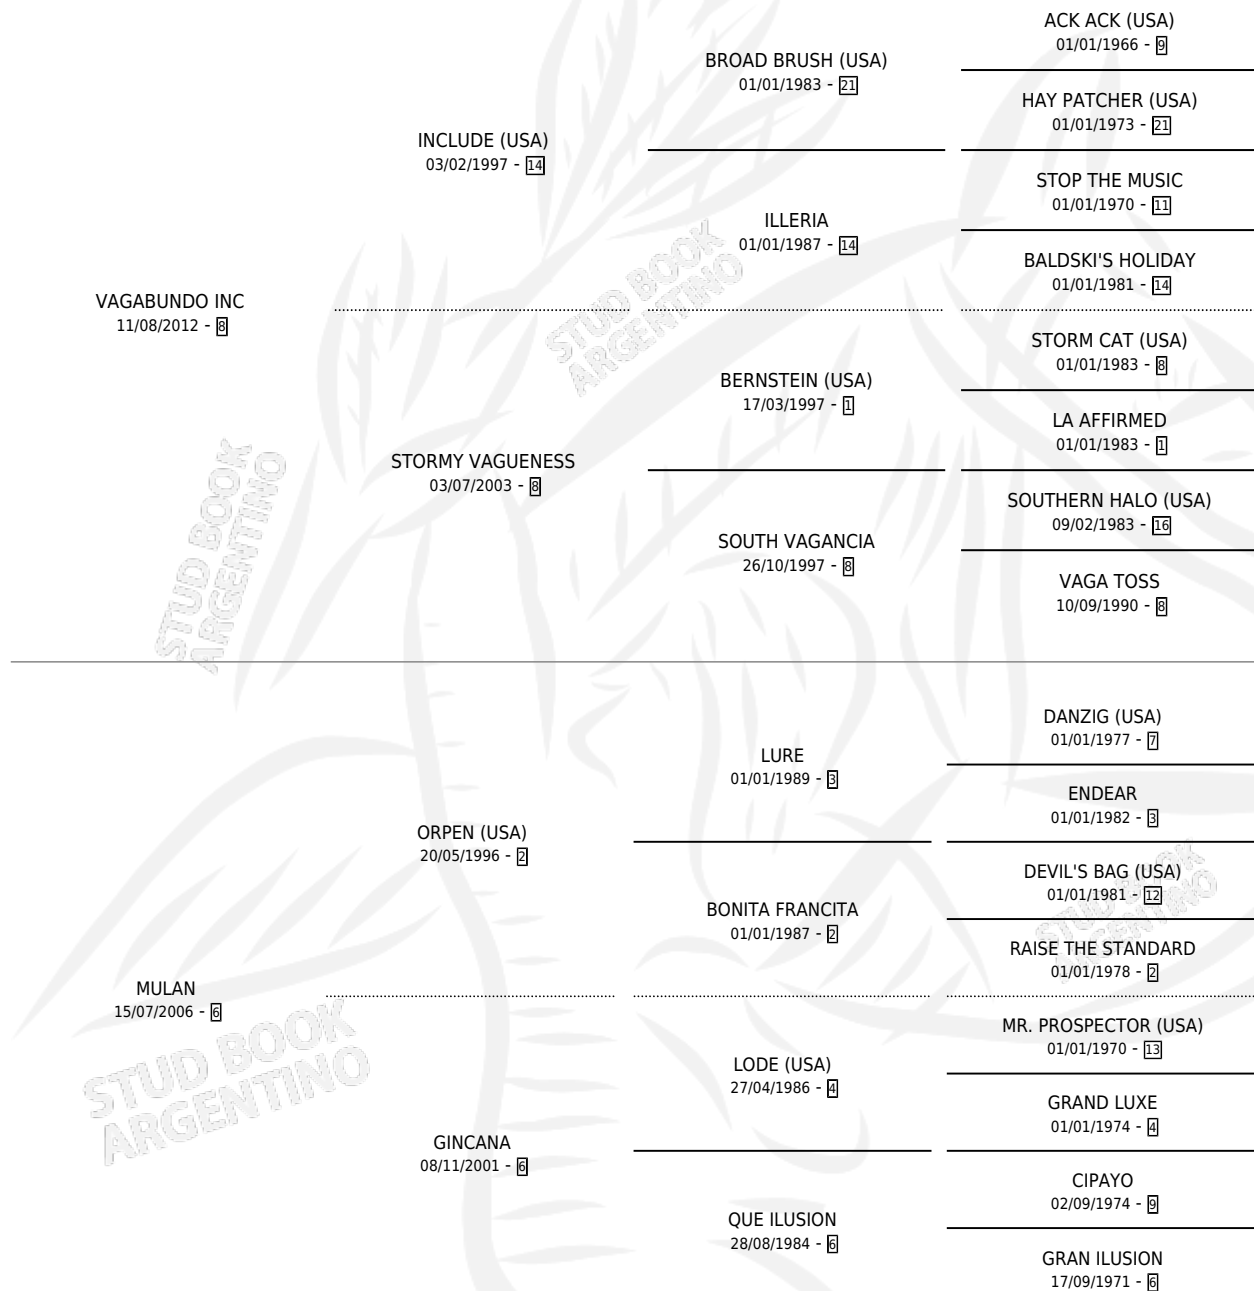 ACK ACK (USA)
01/01/1966 - 9
BROAD BRUSH (USA)
01/01/1983 - 21
HAY PATCHER (USA)
01/01/1973 - 21
INCLUDE (USA)
03/02/1997 - 14
STOP THE MUSIC
01/01/1970 - 11
ILLERIA
01/01/1987 - 14
BALDSKI'S HOLIDAY
01/01/1981 - 14
VAGABUNDO INC
11/08/2012 - 8
STORM CAT (USA)
01/01/1983 - 8
BERNSTEIN (USA)
17/03/1997 - 1
LA AFFIRMED
01/01/1983 - 1
STORMY VAGUENESS
03/07/2003 - 8
SOUTHERN HALO (USA)
09/02/1983 - 16
SOUTH VAGANCIA
26/10/1997 - 8
VAGA TOSS
10/09/1990 - 8
DANZIG (USA)
01/01/1977 - 7
LURE
01/01/1989 - 3
ENDEAR
01/01/1982 - 3
ORPEN (USA)
20/05/1996 - 2
DEVIL'S BAG (USA)
01/01/1981 - 12
BONITA FRANCITA
01/01/1987 - 2
RAISE THE STANDARD
01/01/1978 - 2
MULAN
15/07/2006 - 6
MR. PROSPECTOR (USA)
01/01/1970 - 13
LODE (USA)
27/04/1986 - 4
GRAND LUXE
01/01/1974 - 4
GINCANA
08/11/2001 - 6
CIPAYO
02/09/1974 - 9
QUE ILUSION
28/08/1984 - 6
GRAN ILUSION
17/09/1971 - 6
STUD BOOK
ARGENTINO
STUD BOOK
ARGENTINO
STUD BOOK
ARGENTINO
STUD BOOK
ARGENTINO